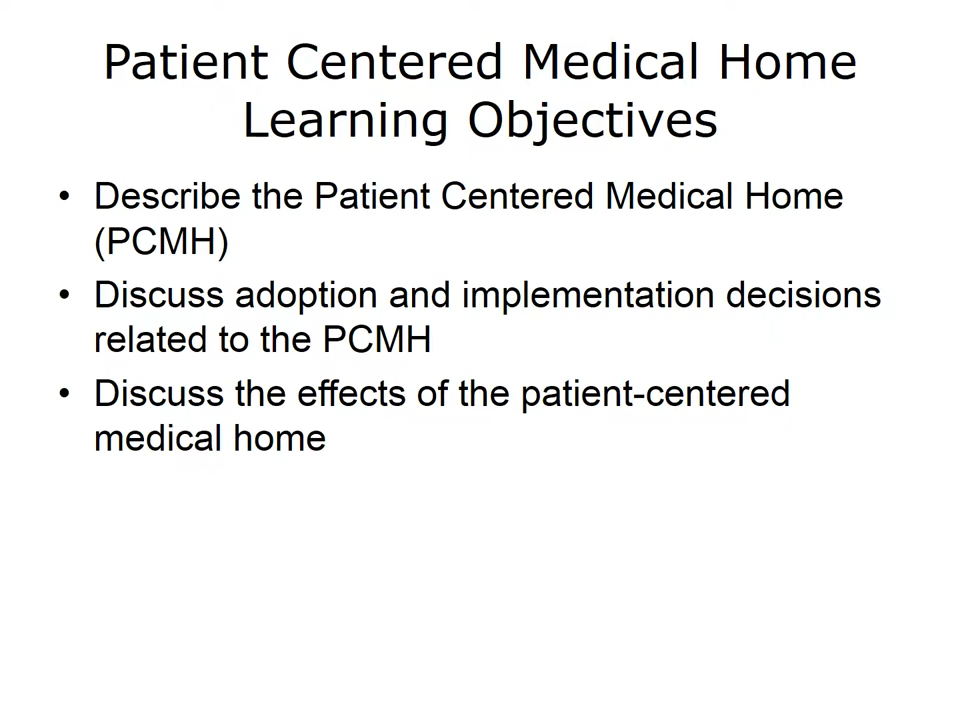 Patient Centered Medical Home
Learning Objectives
• Describe the Patient Centered Medical Home
(PCMH)
• Discuss adoption and implementation decisions
related to the PCMH
• Discuss the effects of the patient-centered
medical home